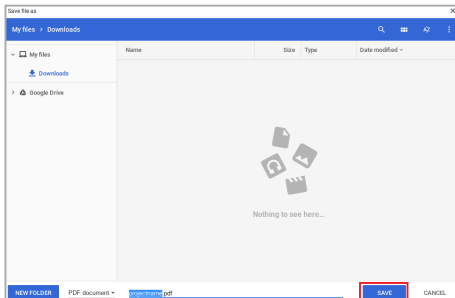 Save file as
My files > Downloads
AZ
My files
Name Size Type Date modified
Downloads
Google Drive
Nothing to see here...
NEW FOLDER PDF document projectname.pdf SAVE CANCEL